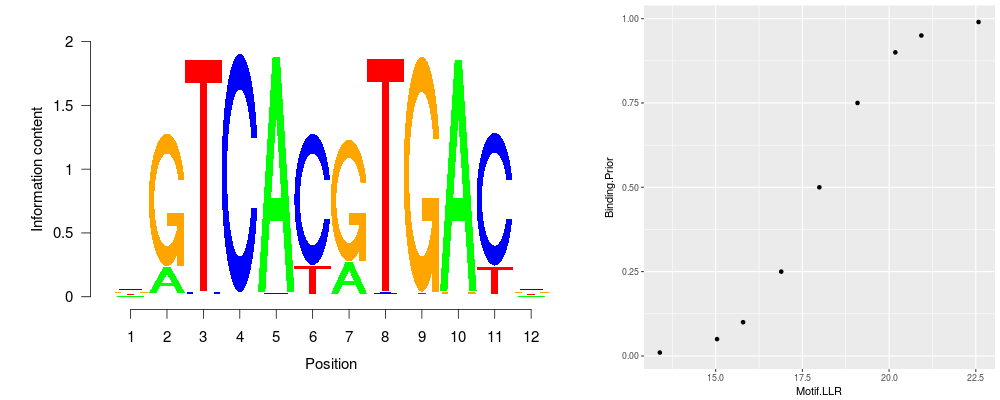 2
1.5
1
0.5
0
Information content
GTCACGTGAC
A T A T
1 2 3 4 5 6 7 8 9 10 11 12
Position
1.00
0.75
0.50
0.25
0.00
Binding.Prior
15.0 17.5 20.0 22.5
Motif.LLR